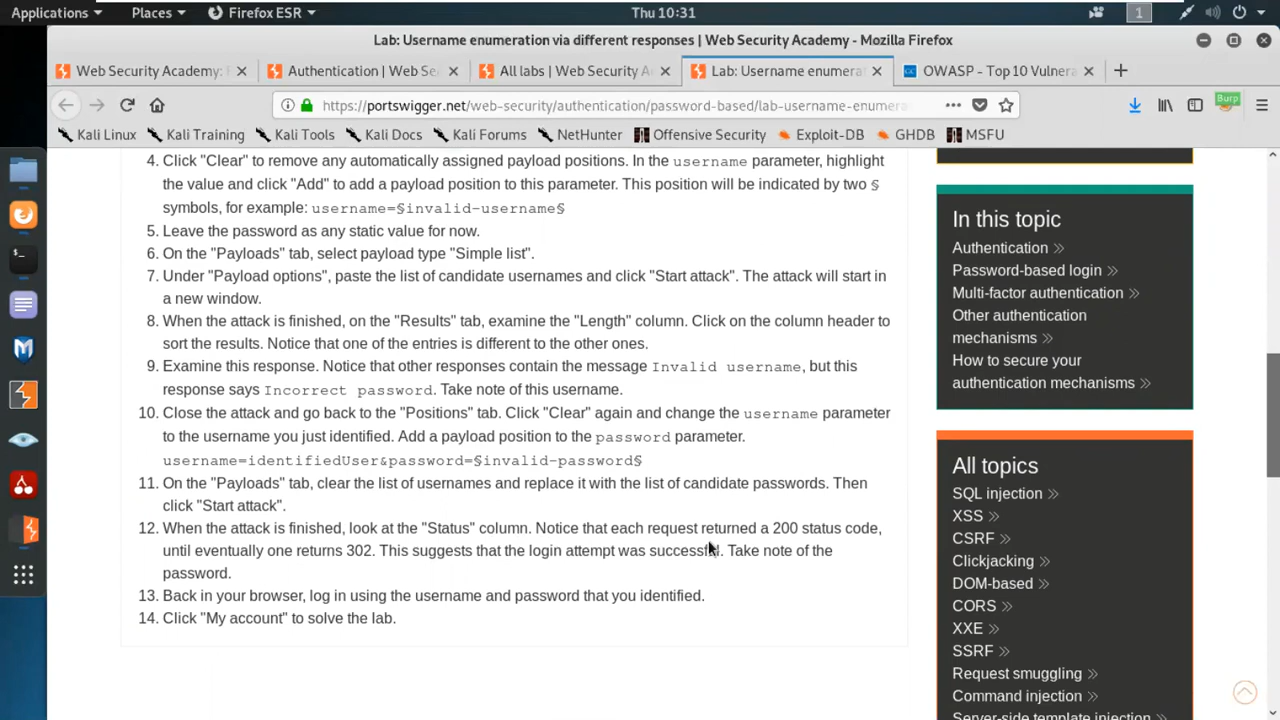 Applications
Places
Firefox ESR
Thu 10:31
1
Lab: Username enumeration via different responses | Web Security Academy - Mozilla Firefox
Web Security Academy: F
Authentication | Web Se
All labs | Web Security A
Lab: Username enumerat
OWASP - Top 10 Vulnera
https://portswigger.net/web-security/authentication/password-based/lab-username-enumera
Burp
Kali Linux
Kali Training
Kali Tools
Kali Docs
Kali Forums
NetHunter
Offensive Security
Exploit-DB
GHDB
MSFU
4. Click "Clear" to remove any automatically assigned payload positions. In the username parameter, highlight
the value and click "Add" to add a payload position to this parameter. This position will be indicated by two §
symbols, for example: username=§invalid-username§
5. Leave the password as any static value for now.
6. On the "Payloads" tab, select payload type "Simple list".
7. Under "Payload options", paste the list of candidate usernames and click "Start attack". The attack will start in
a new window.
8. When the attack is finished, on the "Results" tab, examine the "Length" column. Click on the column header to
sort the results. Notice that one of the entries is different to the other ones.
9. Examine this response. Notice that other responses contain the message Invalid username, but this
response says Incorrect password. Take note of this username.
10. Close the attack and go back to the "Positions" tab. Click "Clear" again and change the username parameter
to the username you just identified. Add a payload position to the password parameter.
username=identifiedUser&password=§invalid-password§
11. On the "Payloads" tab, clear the list of usernames and replace it with the list of candidate passwords. Then
click "Start attack".
12. When the attack is finished, look at the "Status" column. Notice that each request returned a 200 status code,
until eventually one returns 302. This suggests that the login attempt was successful. Take note of the
password.
13. Back in your browser, log in using the username and password that you identified.
14. Click "My account" to solve the lab.
In this topic
Authentication »
Password-based login »
Multi-factor authentication »
Other authentication
mechanisms »
How to secure your
authentication mechanisms »
All topics
SQL injection »
XSS »
CSRF »
Clickjacking »
DOM-based »
CORS »
XXE »
SSRF »
Request smuggling »
Command injection »
Server-side template injection »